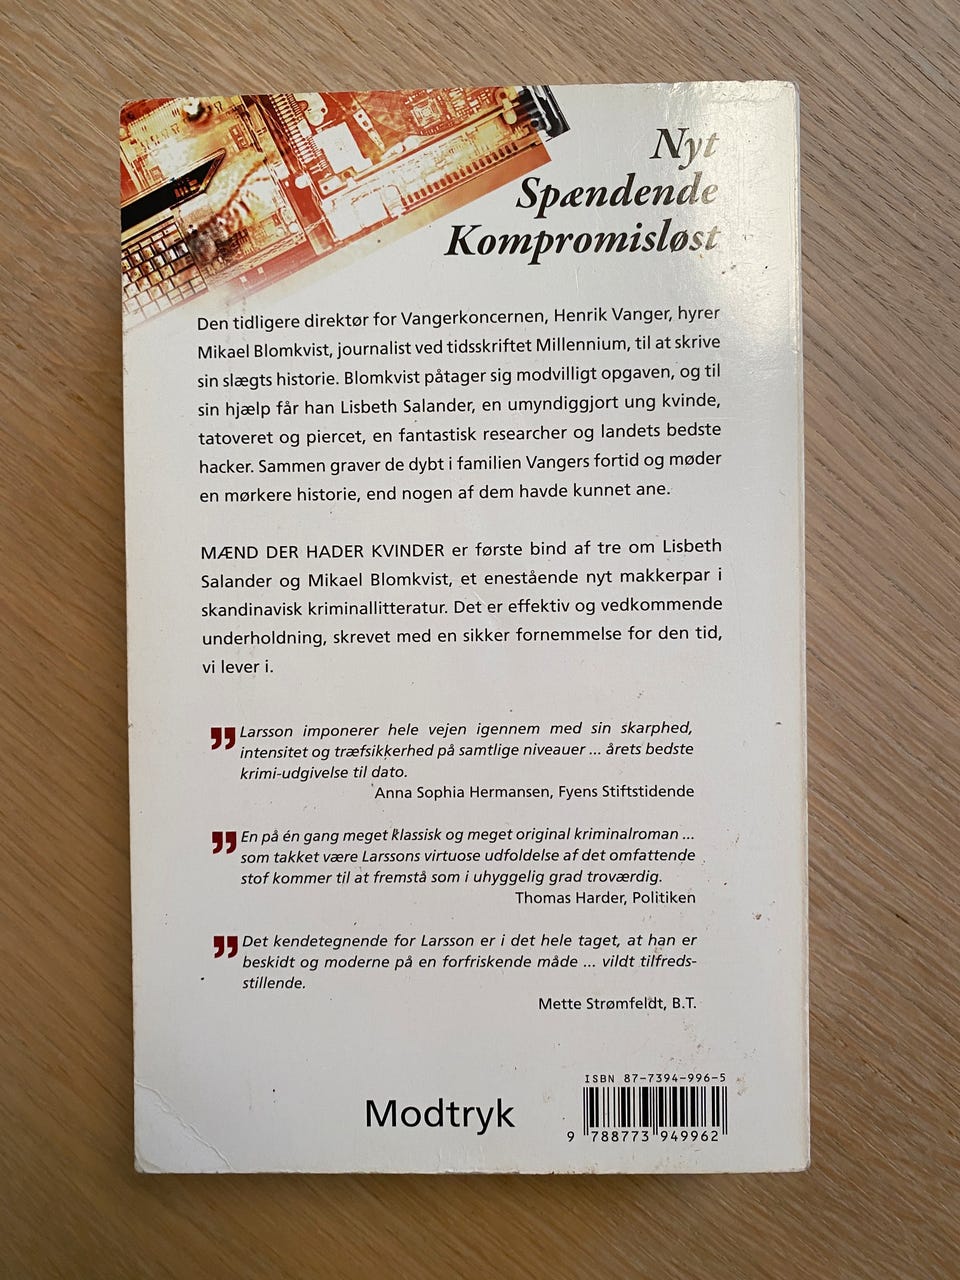 Nyt
Spændende
Kompromisløst
Den tidligere direktør for Vangerkoncernen, Henrik Vanger, hyrer
Mikael Blomkvist, journalist ved tidsskriftet Millennium, til at skrive
sin slægts historie. Blomkvist påtager sig modvilligt opgaven, og til
sin hjælp får han Lisbeth Salander, en umyndiggjort ung kvinde,
tatoveret og piercet, en fantastisk researcher og landets bedste
hacker. Sammen graver de dybt i familien Vangers fortid og møder
en mørkere historie, end nogen af dem havde kunnet ane.
MÆND DER HADER KVINDER er første bind af tre om Lisbeth
Salander og Mikael Blomkvist, et enestående nyt makkerpar i
skandinavisk kriminallitteratur. Det er effektiv og vedkommende
underholdning, skrevet med en sikker fornemmelse for den tid,
vi lever i.
" Larsson imponerer hele vejen igennem med sin skarphed,
intensitet og træfsikkerhed på samtlige niveauer ... årets bedste
krimi-udgivelse til dato.
Anna Sophia Hermansen, Fyens Stiftstidende
" En på én gang meget klassisk og meget original kriminalroman ...
som takket være Larssons virtuose udfoldelse af det omfattende
stof kommer til at fremstå som i uhyggelig grad troværdig.
Thomas Harder, Politiken
" Det kendetegnende for Larsson er i det hele taget, at han er
beskidt og moderne på en forfriskende måde ... vildt tilfreds-
stillende.
Mette Strømfeldt, B.T.
ISBN 87-7394-996-5
Modtryk
9 788773 949962